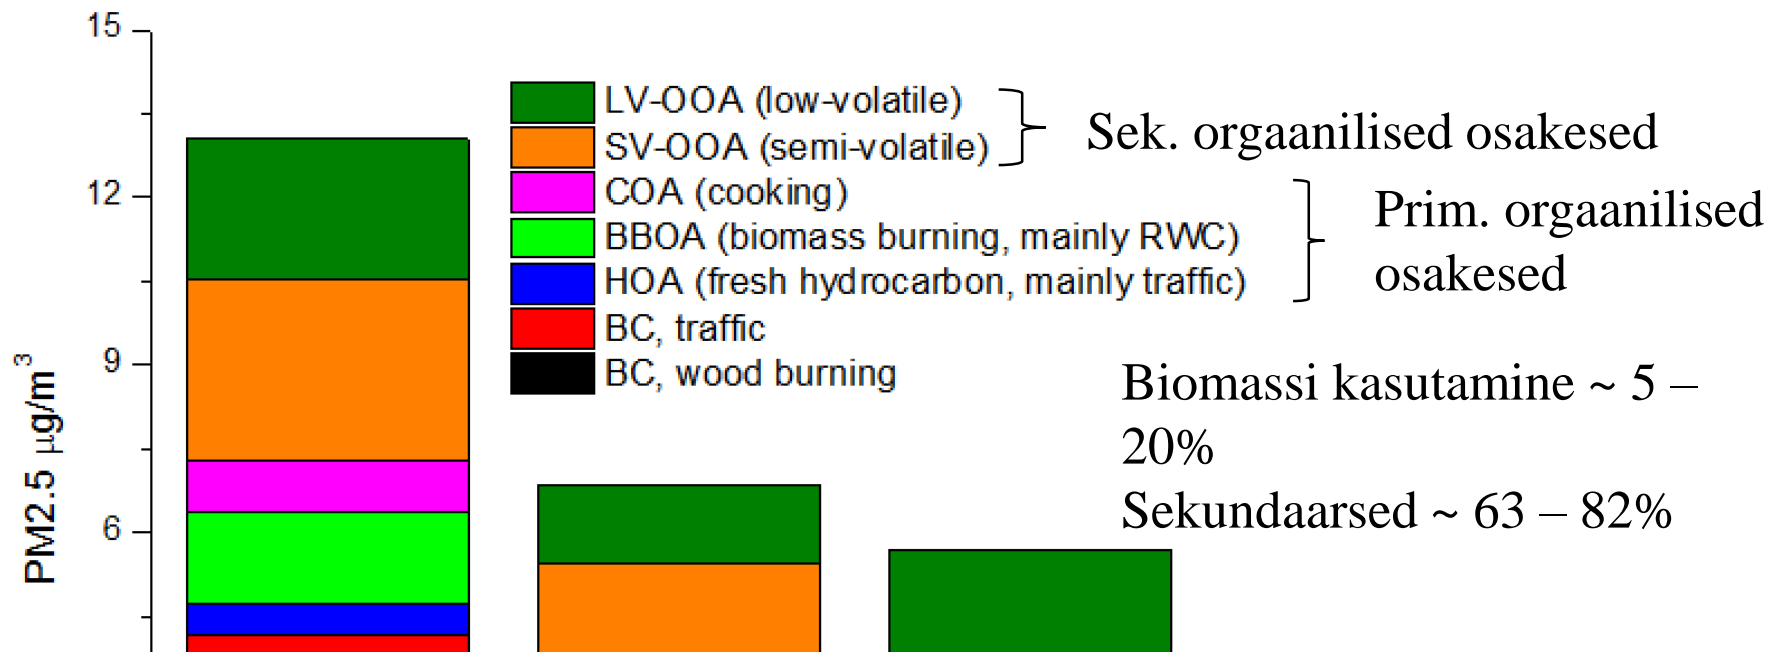 15
LV-OOA (low-volatile)
Sek. orgaanilised osakesed
SV-OOA (semi-volatile)
12
COA (cooking)
Prim. orgaanilised
osakesed
BBOA (biomass burning, mainly RWC)
HOA (fresh hydrocarbon, mainly traffic)
BC, traffic
9
BC, wood burning
Biomassi kasutamine ~ 5 –
20%
Sekundaarsed ~ 63 – 82%
6
PM2.5 µg/m³